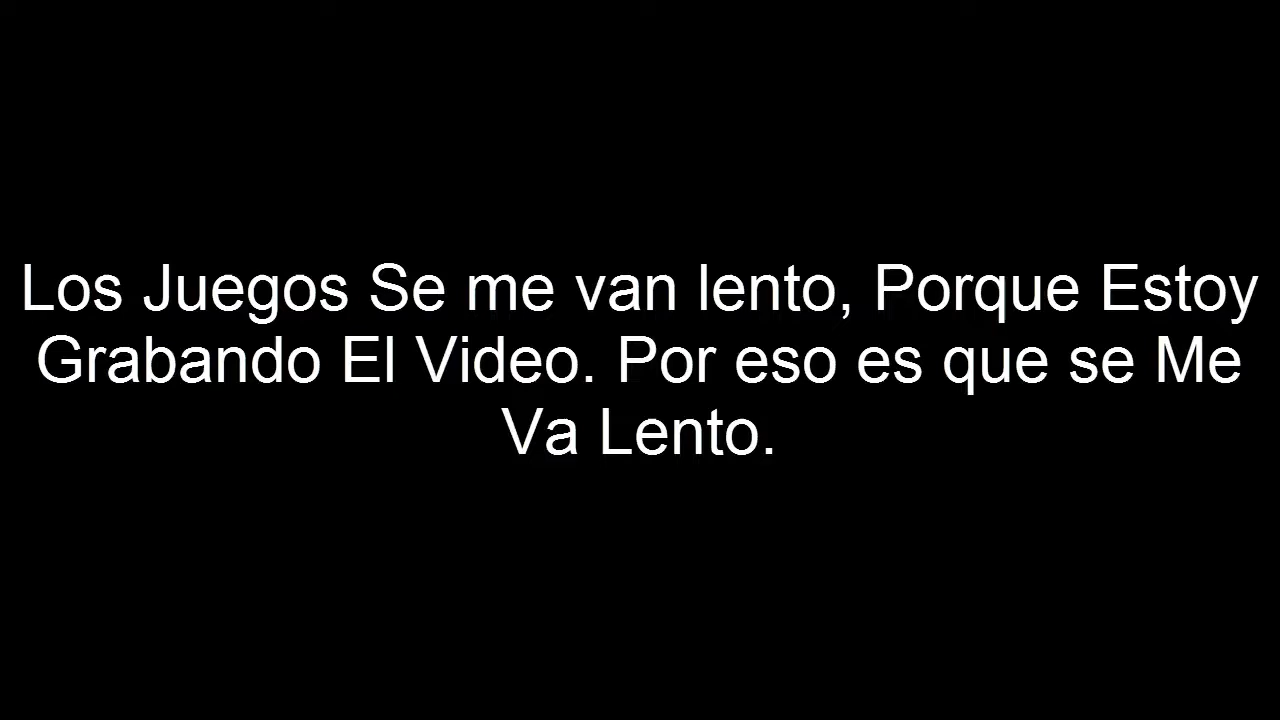 Los Juegos Se me van lento, Porque Estoy
Grabando El Video. Por eso es que se Me
Va Lento.